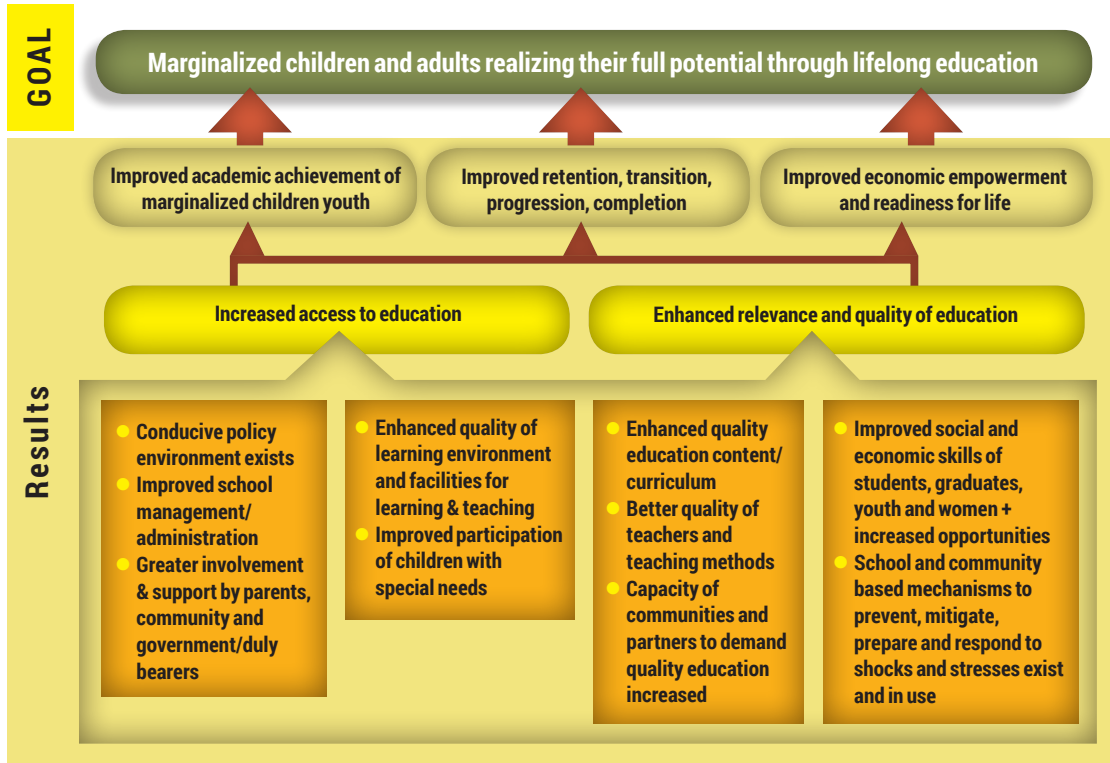 GOAL
Marginalized children and adults realizing their full potential through lifelong education
Results
Improved academic achievement of
marginalized children youth
Improved retention, transition,
progression, completion
Improved economic empowerment
and readiness for life
Increased access to education
Enhanced relevance and quality of education
Conducive policy
environment exists
Improved school
management/
administration
Greater involvement
& support by parents,
community and
government/duly
bearers
Enhanced quality of
learning environment
and facilities for
learning & teaching
Improved participation
of children with
special needs
Enhanced quality
education content/
curriculum
Better quality of
teachers and
teaching methods
Capacity of
communities and
partners to demand
quality education
increased
Improved social and
economic skills of
students, graduates,
youth and women +
increased opportunities
School and community
based mechanisms to
prevent, mitigate,
prepare and respond to
shocks and stresses exist
and in use